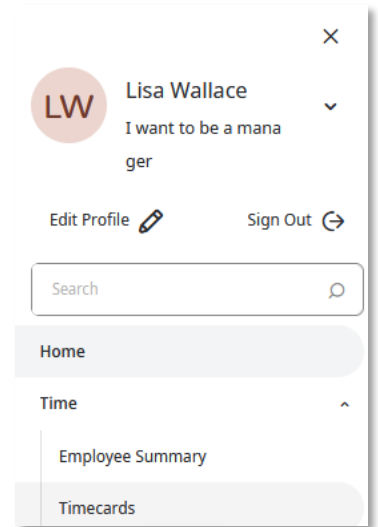 LW
Lisa Wallace
I want to be a mana
ger
Edit Profile
Sign Out
Search
Home
Time
Employee Summary
Timecards